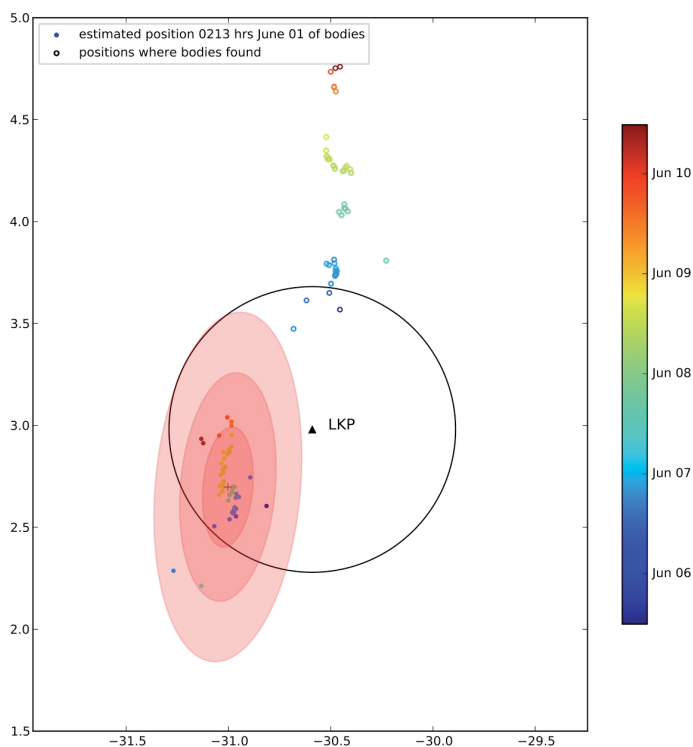 5.0
estimated position 0213 hrs June 01 of bodies
positions where bodies found
4.5
Jun 10
4.0
Jun 09
3.5
Jun 08
LKP
3.0
Jun 07
2.5
Jun 06
2.0
1.5
−31.5 −31.0 −30.5 −30.0 −29.5